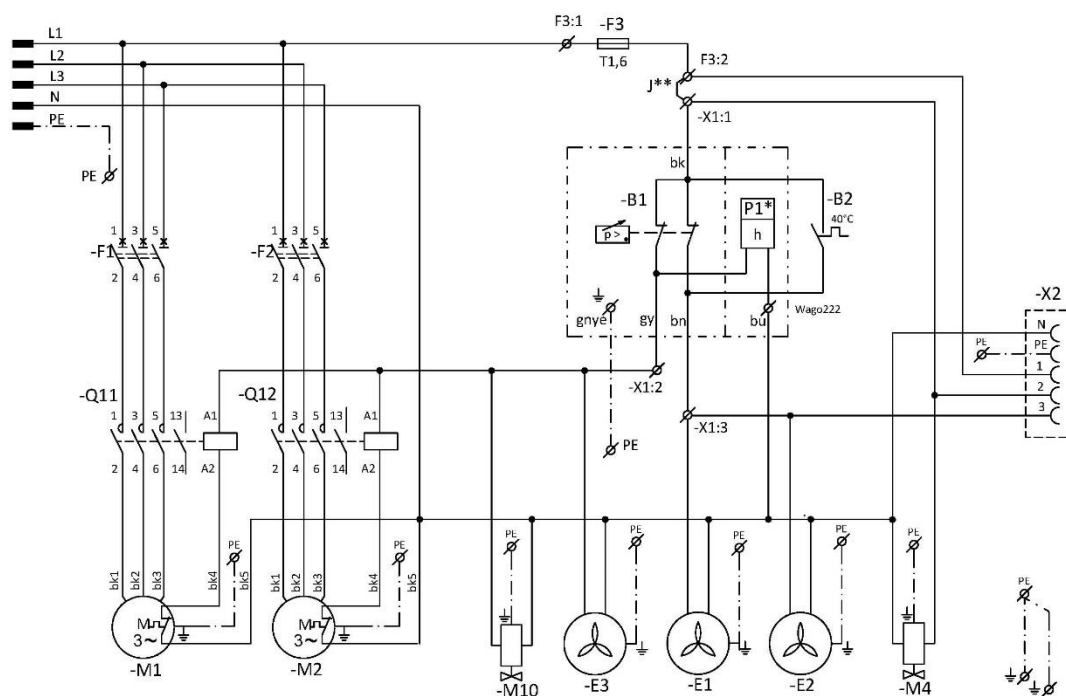 L1
F3:1
-F3
L2
T1,6
F3:2
L3
J**
N
-X1:1
PE
PE
bk
-B1
P1*
-B2
40°C
1 3 5
1 3 5
p >
h
-F1
-F2
2 4 6
2 4 6
-X2
gnye
gy
bn
bu
Wago222
N
PE
PE
1
-X1:2
2
-Q11
-Q12
3
1 3 5 13 A1
1 3 5 13 A1
-X1:3
PE
2 4 6 14 A2
2 4 6 14 A2
PE
PE
PE
PE
PE
PE
PE
bk1
bk2
bk3
bk4
bk5
bk1
bk2
bk3
bk4
bk5
PE
M
3~
M
3~
-M1
-M2
-M10
-E3
-E1
-E2
-M4